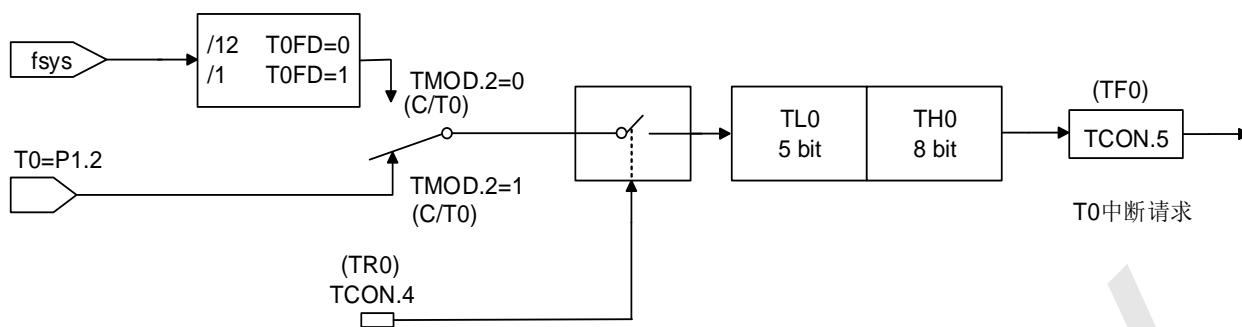 fsys
/12 T0FD=0
/1 T0FD=1
TMOD.2=0
(C/T0)
T0=P1.2
TMOD.2=1
(C/T0)
(TR0)
TCON.4
TL0
5 bit
TH0
8 bit
(TF0)
TCON.5
T0中断请求